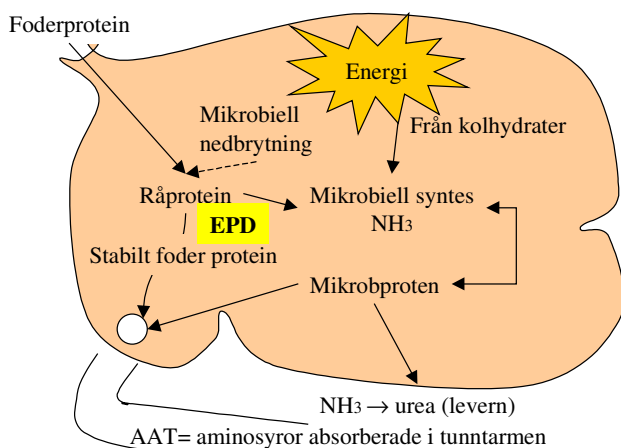 Foderprotein
Energi
Mikrobiell
nedbrytning
Från kolhydrater
Råprotein
Mikrobiell syntes
EPD
NH₃
Stabilt foder protein
Mikrobproten
NH₃ → urea (levern)
AAT= aminosyror absorberade i tunntarmen